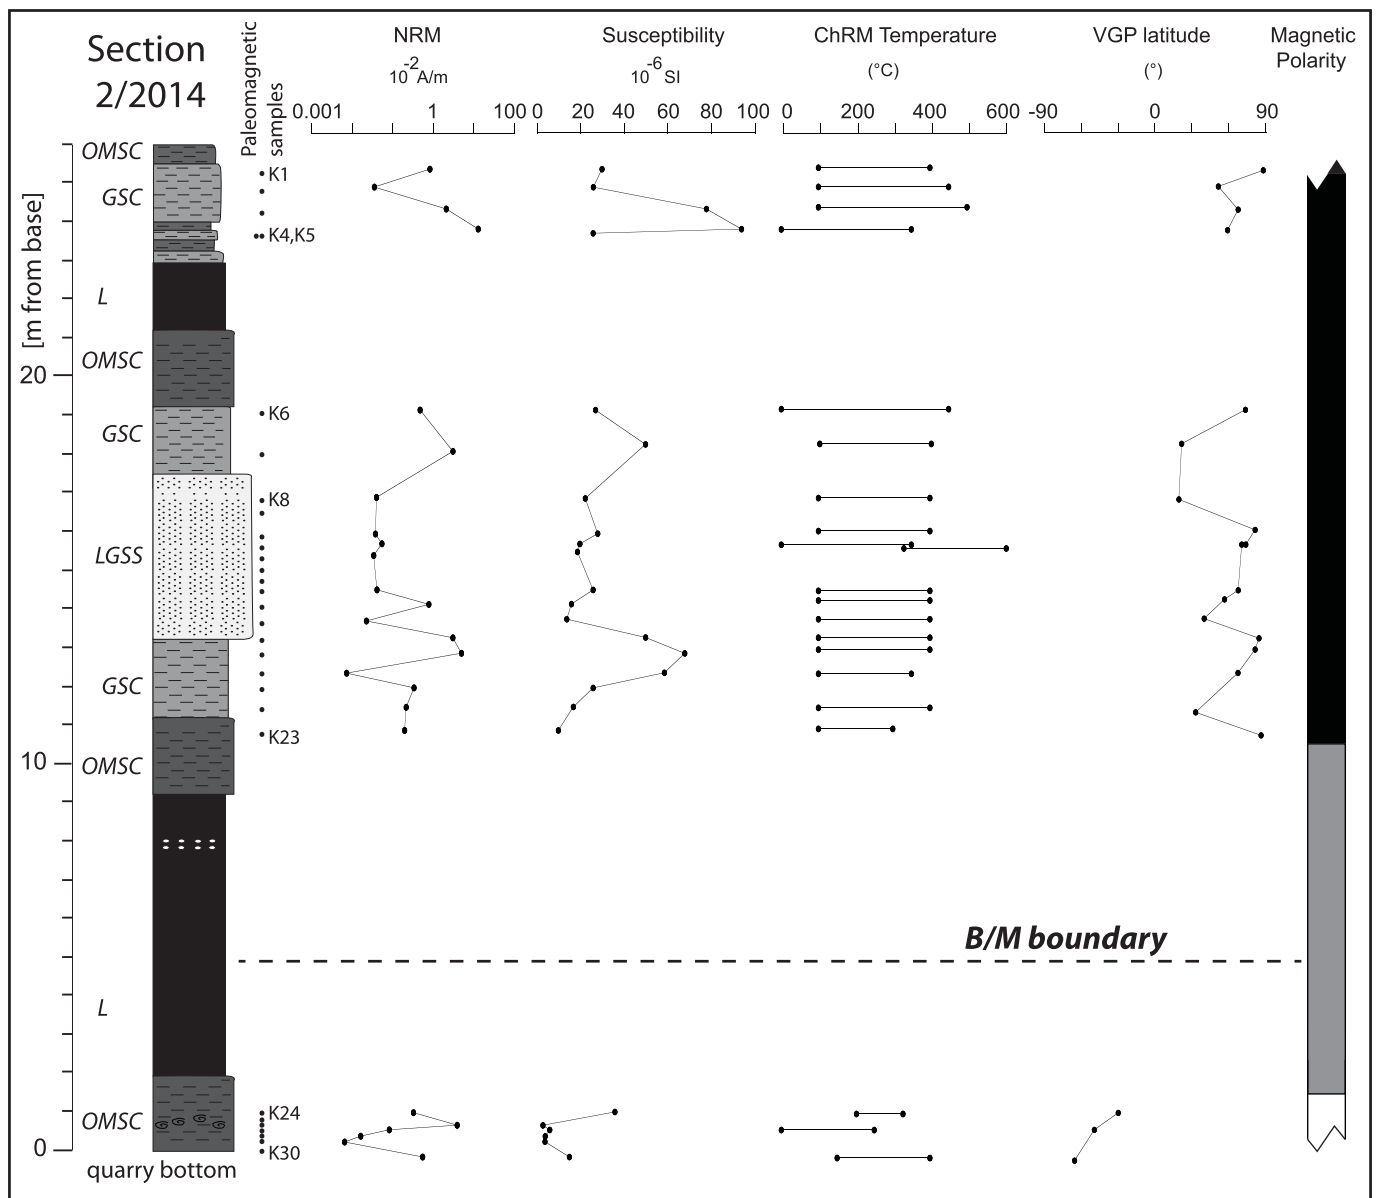 Section
2/2014
Paleomagnetic
samples
NRM
10-2 A/m
Susceptibility
10-6 SI
ChRM Temperature
(°C)
VGP latitude
(°)
Magnetic
Polarity
0.001 1 100
0 20 40 60 80 100
0 200 400 600
-90 0 90
[m from base]
OMSC
K1
GSC
K4,K5
L
OMSC
20
K6
GSC
K8
LGSS
GSC
K23
10
OMSC
B/M boundary
L
K24
OMSC
0
K30
quarry bottom